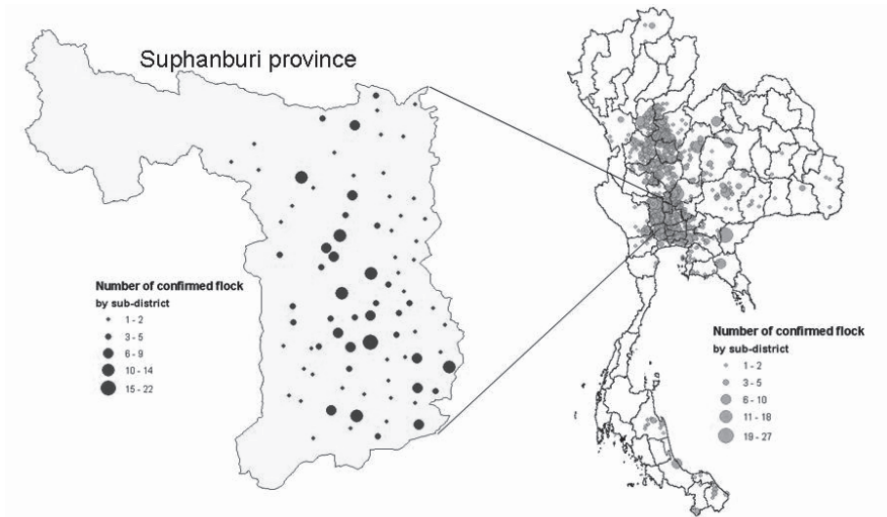 Suphanburi province
Number of confirmed flock
by sub-district
1 - 2
3 - 5
6 - 9
10 - 14
15 - 22
Number of confirmed flock
by sub-district
1 - 2
3 - 5
6 - 10
11 - 18
19 - 27